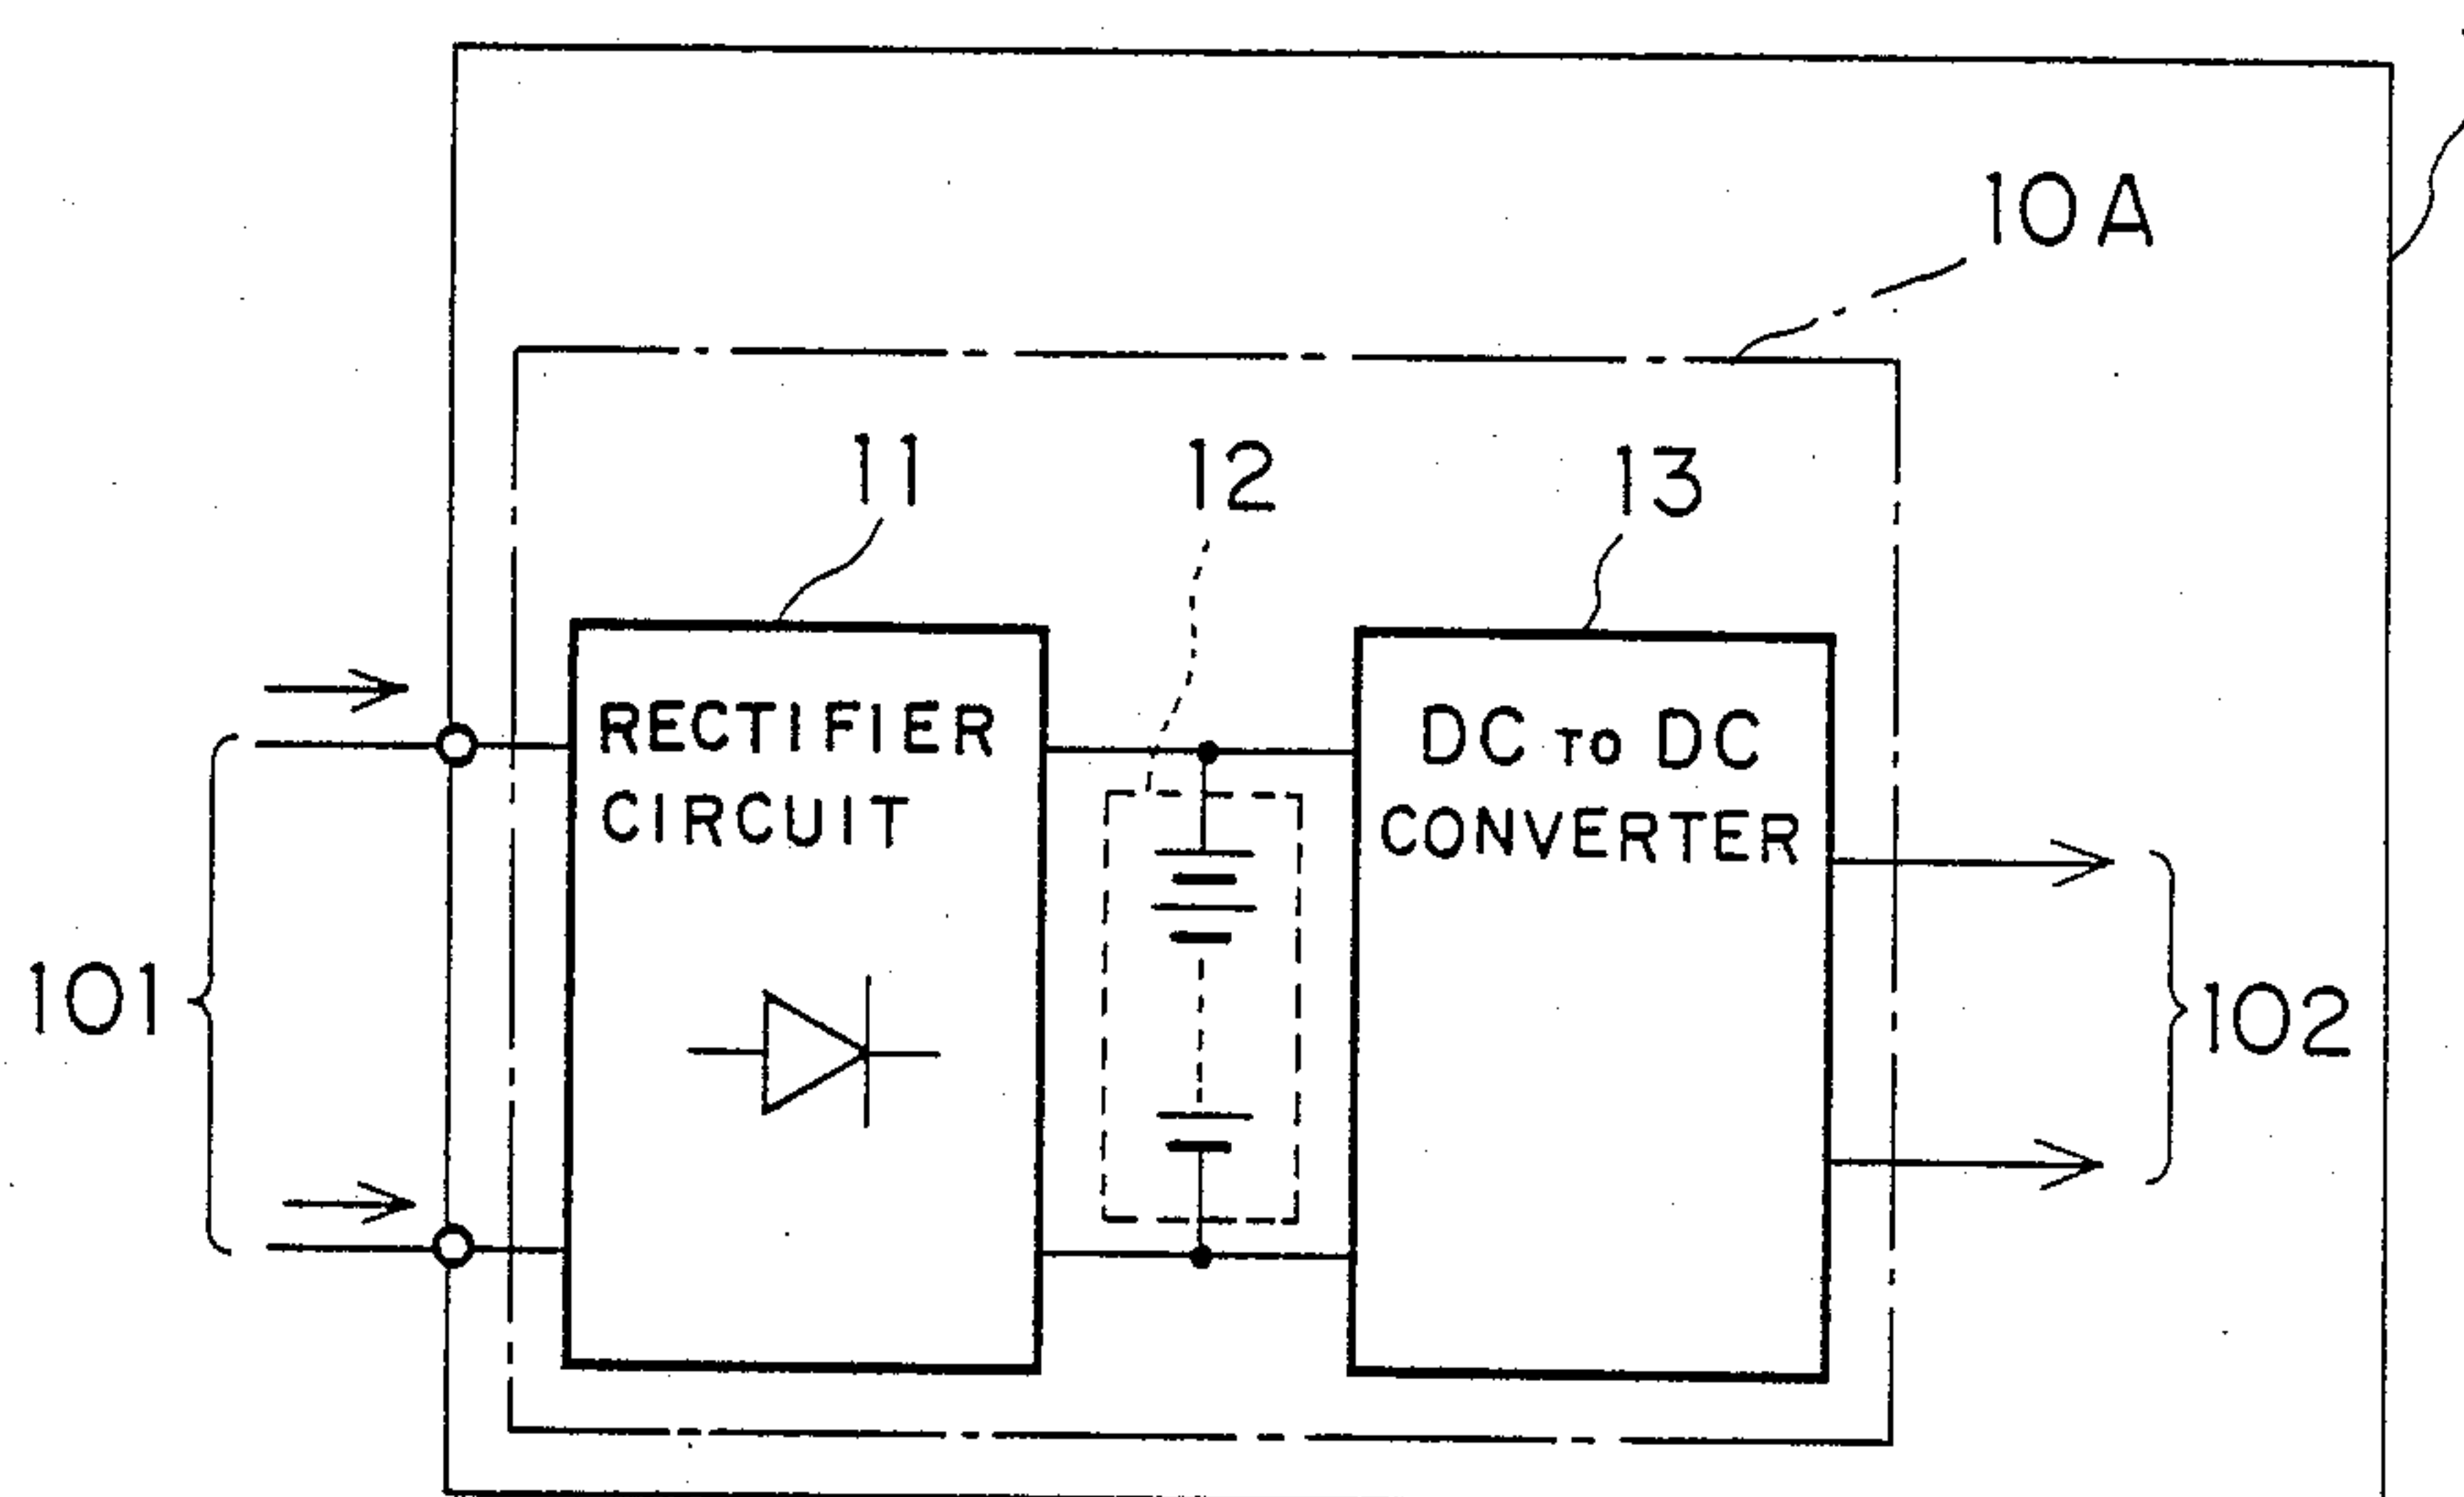 10A
11
12
13
RECTIFIER
CIRCUIT
DC TO DC
CONVERTER
101
102